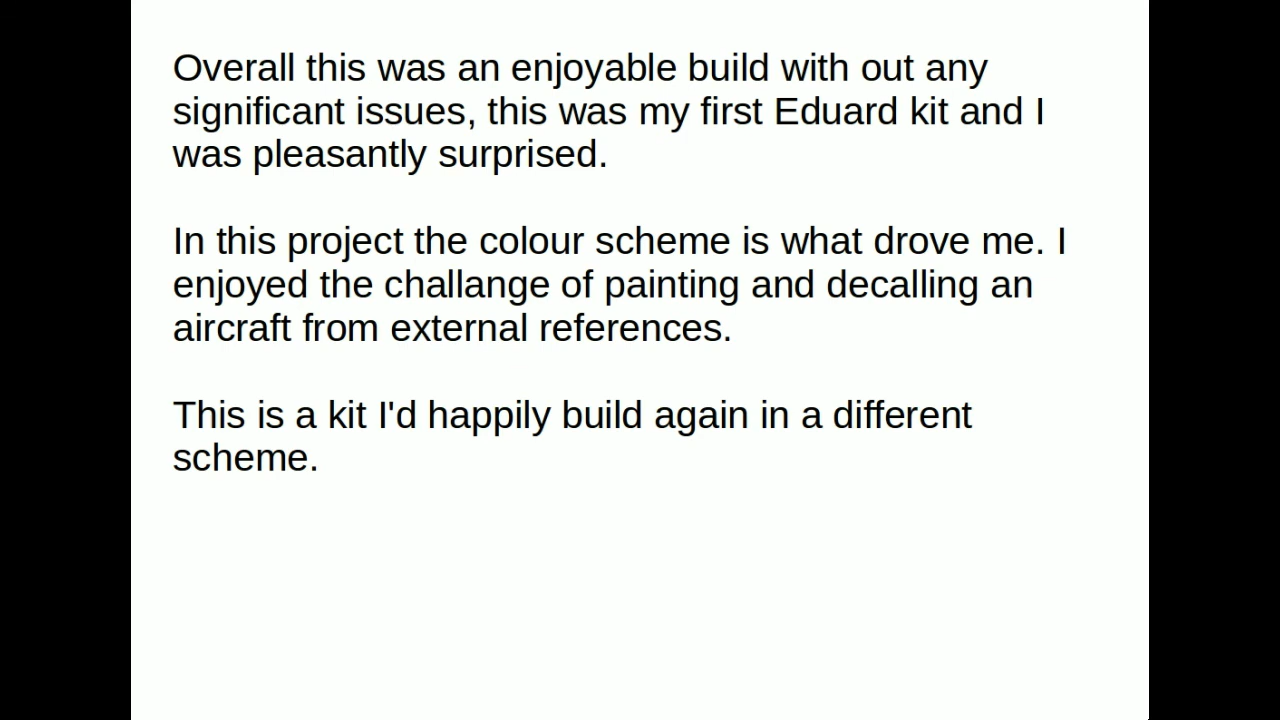 Overall this was an enjoyable build with out any
significant issues, this was my first Eduard kit and I
was pleasantly surprised.
In this project the colour scheme is what drove me. I
enjoyed the challange of painting and decalling an
aircraft from external references.
This is a kit I'd happily build again in a different
scheme.